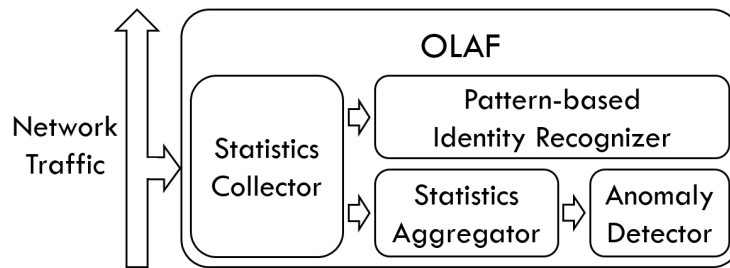 OLAF
Network
Traffic
Statistics
Collector
Pattern-based
Identity Recognizer
Statistics
Aggregator
Anomaly
Detector